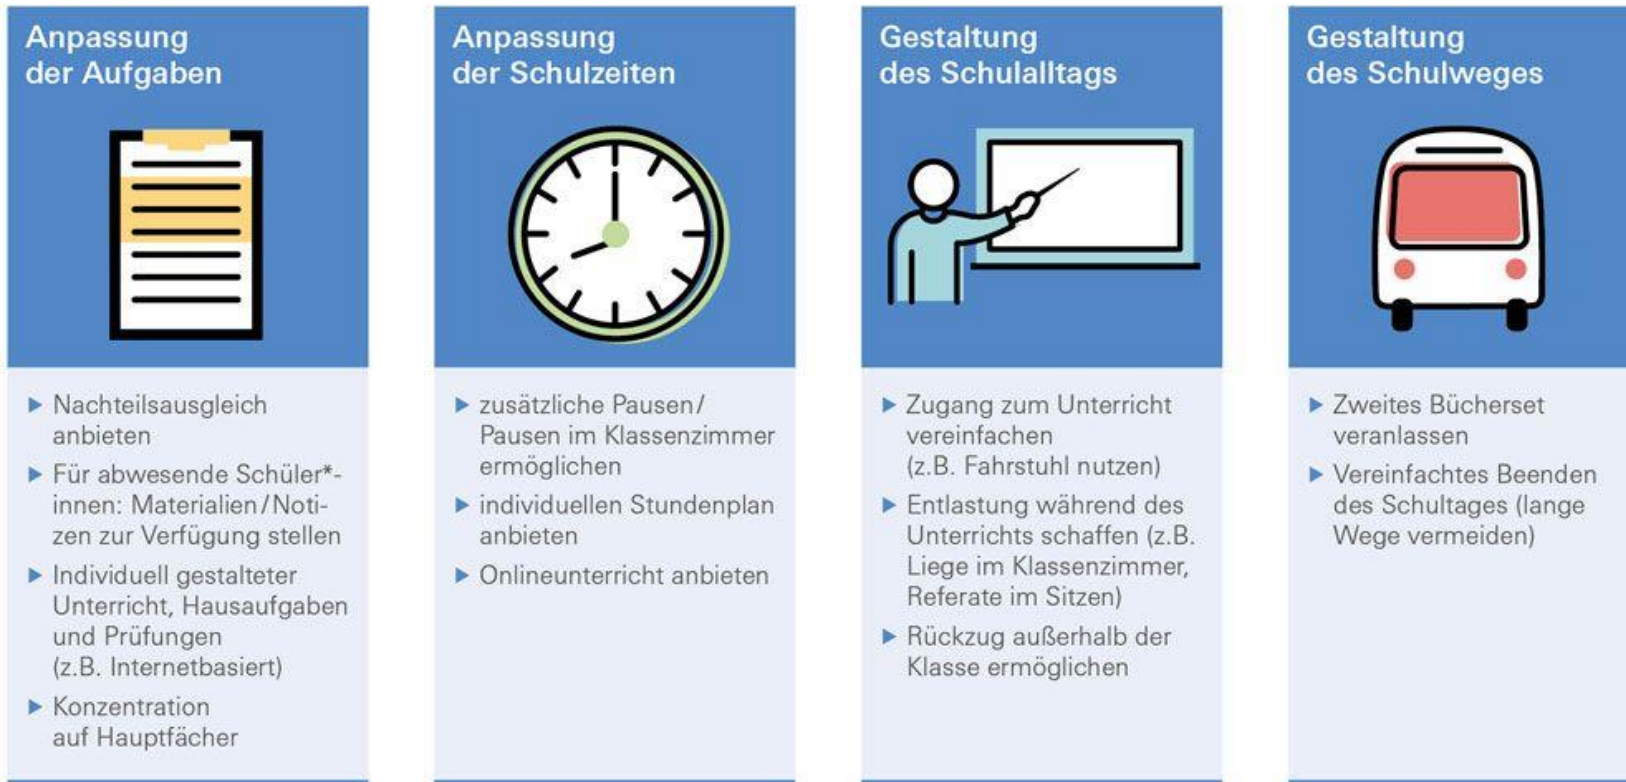 Anpassung
der Aufgaben
▶ Nachteilsausgleich
anbieten
▶ Für abwesende Schüler*-
innen: Materialien/Noti-
zen zur Verfügung stellen
▶ Individuell gestalteter
Unterricht, Hausaufgaben
und Prüfungen
(z.B. Internetbasiert)
▶ Konzentration
auf Hauptfächer
Anpassung
der Schulzeiten
▶ zusätzliche Pausen/
Pausen im Klassenzimmer
ermöglichen
▶ individuellen Stundenplan
anbieten
▶ Onlineunterricht anbieten
Gestaltung
des Schulalltags
▶ Zugang zum Unterricht
vereinfachen
(z.B. Fahrstuhl nutzen)
▶ Entlastung während des
Unterrichts schaffen (z.B.
Liege im Klassenzimmer,
Referate im Sitzen)
▶ Rückzug außerhalb der
Klasse ermöglichen
Gestaltung
des Schulweges
▶ Zweites Bücherset
veranlassen
▶ Vereinfachtes Beenden
des Schultages (lange
Wege vermeiden)